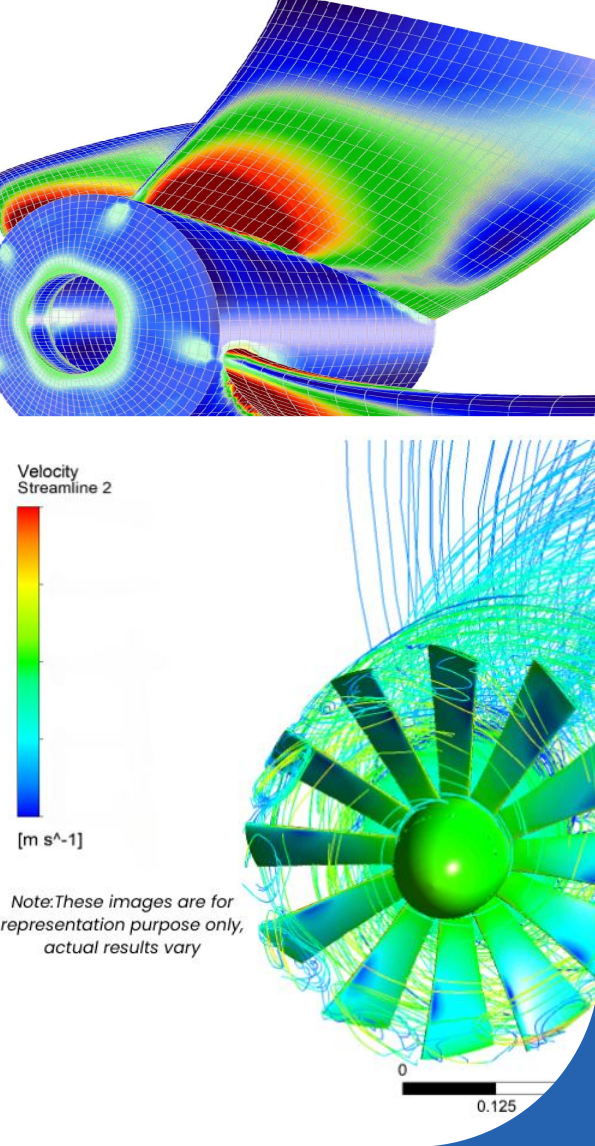 Velocity
Streamline 2
[m s^-1]
Note:These images are for
representation purpose only,
actual results vary
0
0.125